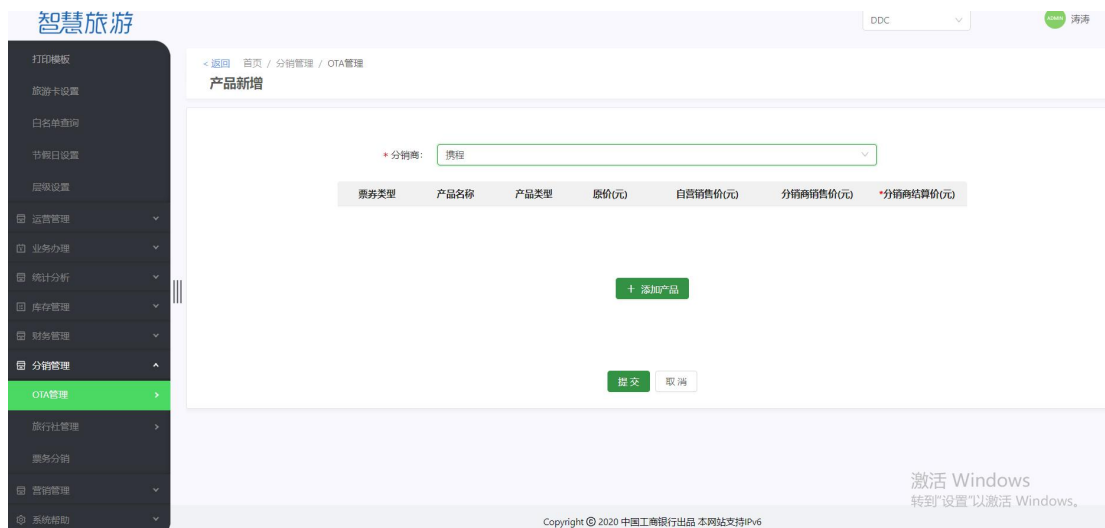 智慧旅游
DDC
ADMIN 涛涛
打印模板
旅游卡设置
白名单查询
节假日设置
层级设置
运营管理
业务办理
统计分析
库存管理
财务管理
分销管理
OTA管理
旅行社管理
票务分销
营销管理
系统帮助
< 返回 首页 / 分销管理 / OTA管理
产品新增
* 分销商： 携程
票券类型 产品名称 产品类型 原价(元) 自营销售价(元) 分销商销售价(元) *分销商结算价(元)
+ 添加产品
提交 取消
激活 Windows
转到"设置"以激活 Windows。
Copyright © 2020 中国工商银行出品 本网站支持IPv6